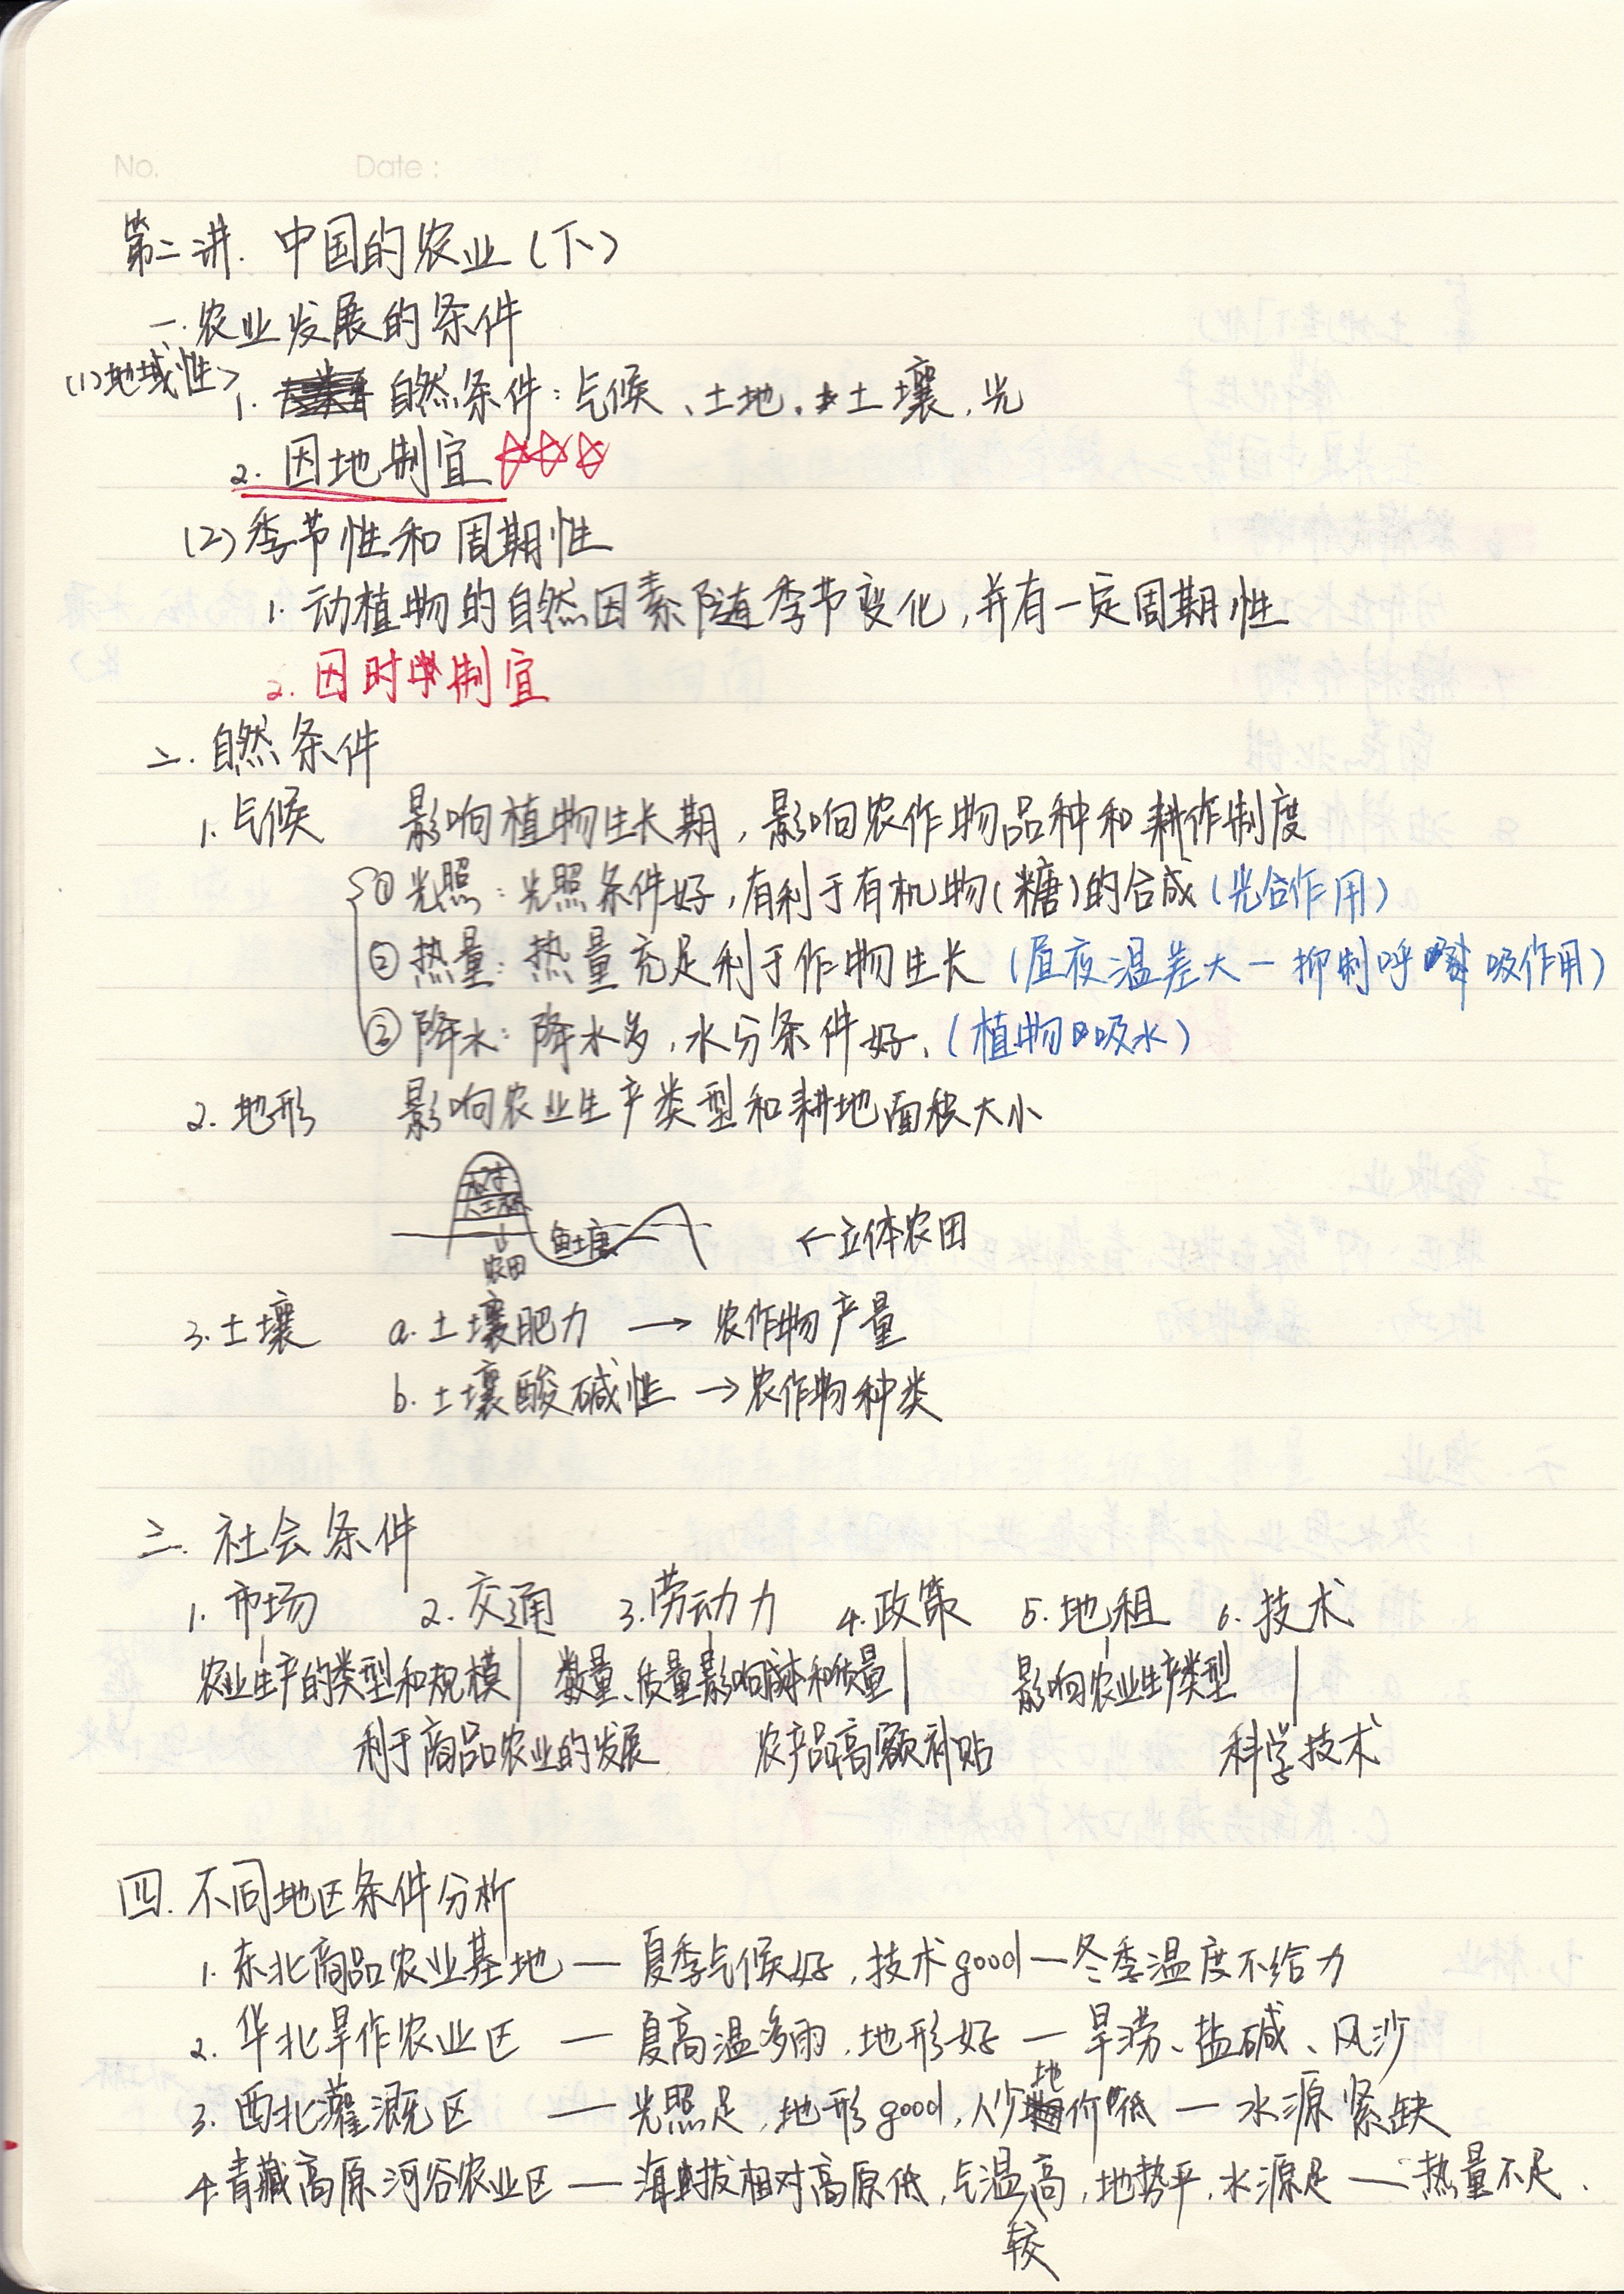 No.          Date :
第二讲. 中国的农业(下)
一. 农业发展的条件
(1)地域性
1. 自然条件: 气候、土地、土壤、光
2. 因地制宜
(2)季节性和周期性
1. 动植物的自然因素随季节变化,并有一定周期性
2. 因时制宜
二. 自然条件
1. 气候 影响植物生长期,影响农作物品种和耕作制度
① 光照: 光照条件好,有利于有机物(糖)的合成(光合作用)
② 热量: 热量充足利于作物生长(昼夜温差大—抑制呼吸作用)
③ 降水: 降水多,水分条件好、(植物吸水)
2. 地形 影响农业生产类型和耕地面积大小
农田
鱼塘
←立体农田
3. 土壤 a. 土壤肥力 → 农作物产量
b. 土壤酸碱性 → 农作物种类
三. 社会条件
1. 市场 2. 交通 3. 劳动力 4. 政策 5. 地租 6. 技术
农业生产的类型和规模 数量、质量影响成本和质量 影响农业生产类型
利于商品农业的发展 农产品高额补贴 科学技术
四. 不同地区条件分析
1. 东北商品农业基地 — 夏季气候好,技术good—冬季温度不给力
2. 华北旱作农业区 — 夏高温多雨,地形好 — 旱涝、盐碱、风沙
3. 西北灌溉区 — 光照足,地形good,人少地价低 — 水源紧缺
4. 青藏高原河谷农业区 — 海拔相对高原低,气温较高,地势平,水源足 — 热量不足、